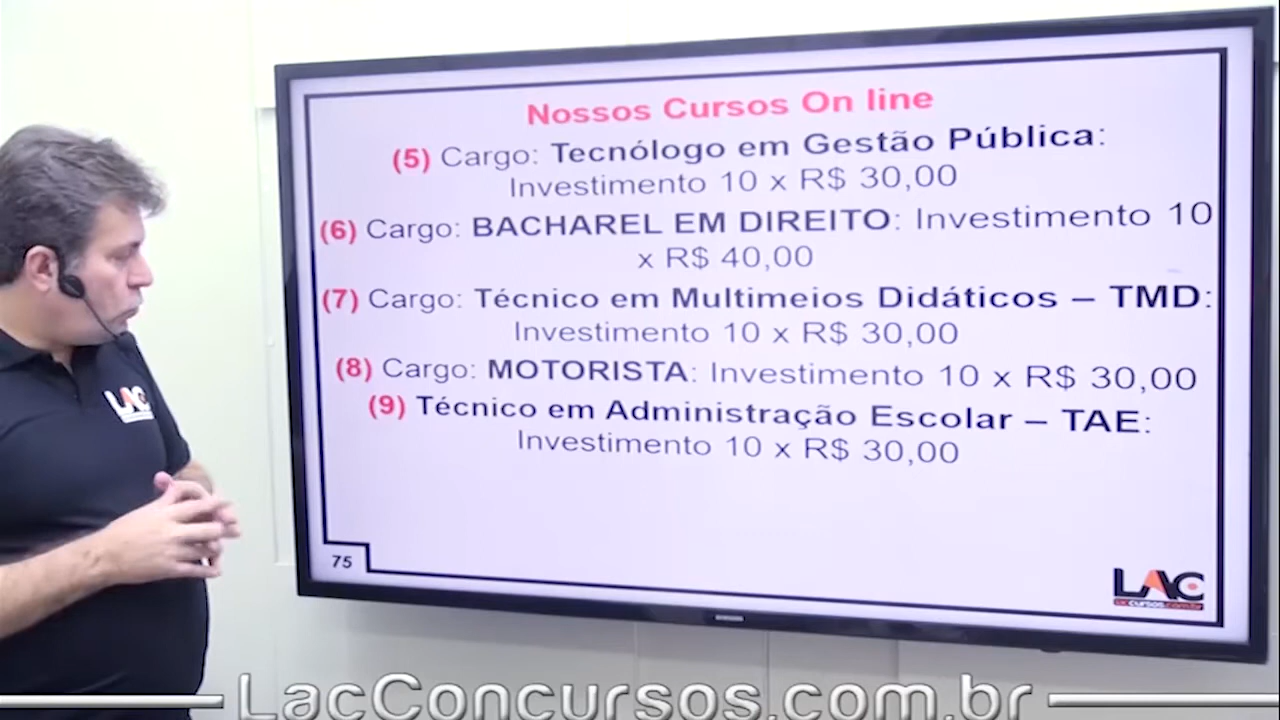 Nossos Cursos On line
(5) Cargo: Tecnólogo em Gestão Pública:
Investimento 10 x R$ 30,00
(6) Cargo: BACHAREL EM DIREITO: Investimento 10
x R$ 40,00
(7) Cargo: Técnico em Multimeios Didáticos – TMD:
Investimento 10 x R$ 30,00
(8) Cargo: MOTORISTA: Investimento 10 x R$ 30,00
(9) Técnico em Administração Escolar – TAE:
Investimento 10 x R$ 30,00
75
LAC
cursos.com.br
LAC
LacConcursos.com.br